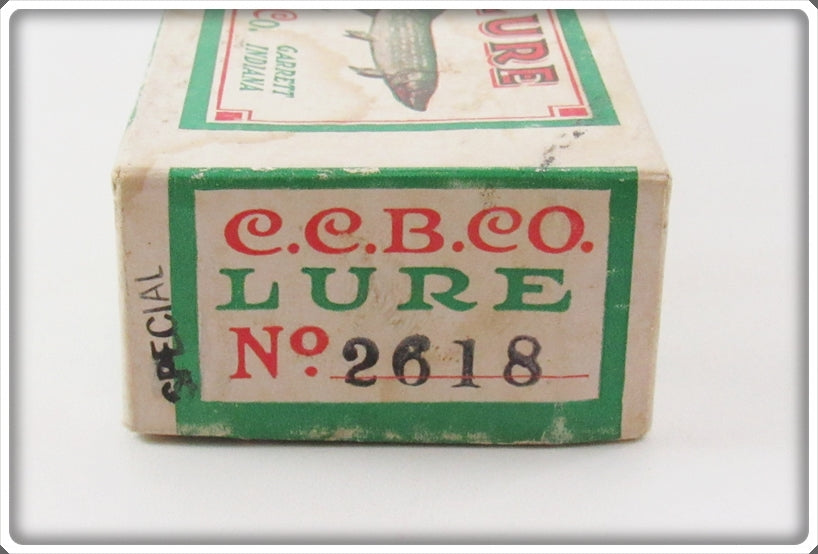 LURE
CO.
GARRETT
INDIANA
C.C.B.CO.
LURE
No. 2618
SPECIAL